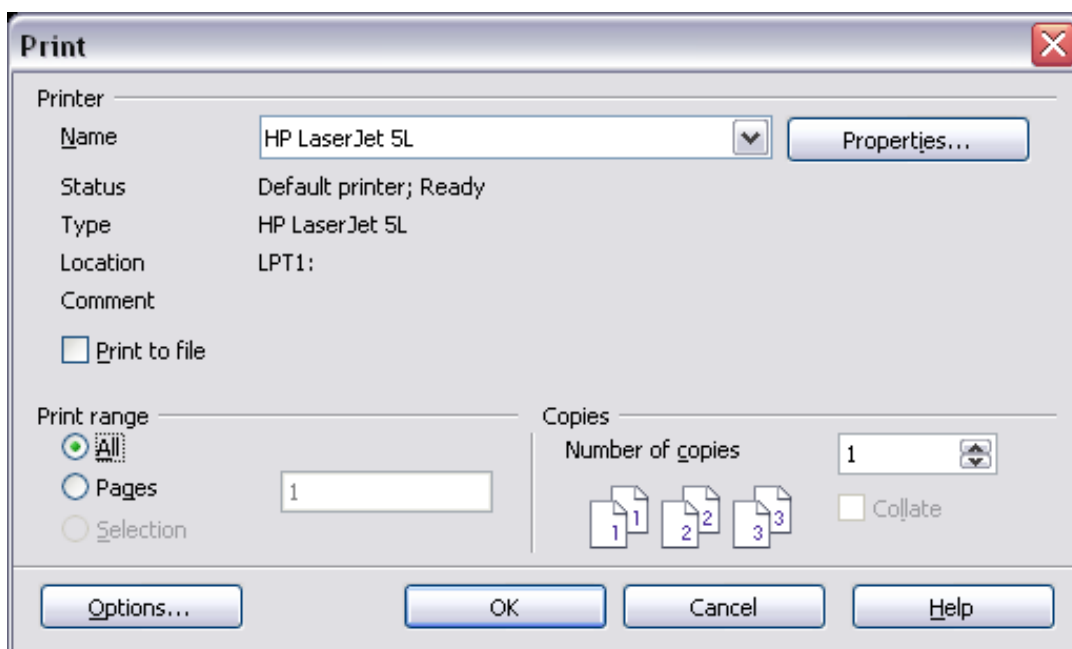 Print
Printer
Name HP LaserJet 5L Properties...
Status Default printer; Ready
Type HP LaserJet 5L
Location LPT1:
Comment
Print to file
Print range
All
Pages 1
Selection
Copies
Number of copies 1
1 1 2 2 3 3
Collate
Options... OK Cancel Help